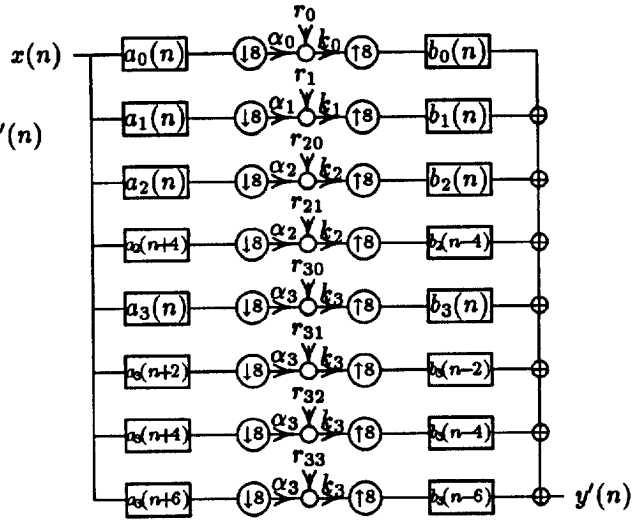 r₀
x(n) a₀(n) ↓8 α₀ k₀ ↑8 b₀(n)
r₁
a₁(n) ↓8 α₁ k₁ ↑8 b₁(n)
'(n)
r₂₀
a₂(n) ↓8 α₂ k₂ ↑8 b₂(n)
r₂₁
a₂(n+4) ↓8 α₂ k₂ ↑8 b₂(n−4)
r₃₀
a₃(n) ↓8 α₃ k₃ ↑8 b₃(n)
r₃₁
a₃(n+2) ↓8 α₃ k₃ ↑8 b₃(n−2)
r₃₂
a₃(n+4) ↓8 α₃ k₃ ↑8 b₃(n−4)
r₃₃
a₃(n+6) ↓8 α₃ k₃ ↑8 b₃(n−6) y'(n)